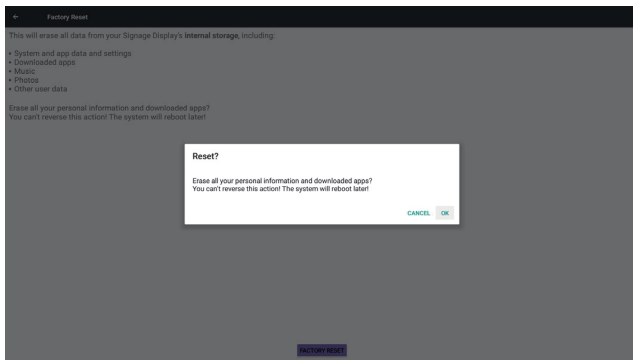 ← Factory Reset
This will erase all data from your Signage Display's internal storage, including:
• System and app data and settings
• Downloaded apps
• Music
• Photos
• Other user data
Erase all your personal information and downloaded apps?
You can't reverse this action! The system will reboot later!
Reset?
Erase all your personal information and downloaded apps?
You can't reverse this action! The system will reboot later!
CANCEL OK
FACTORY RESET